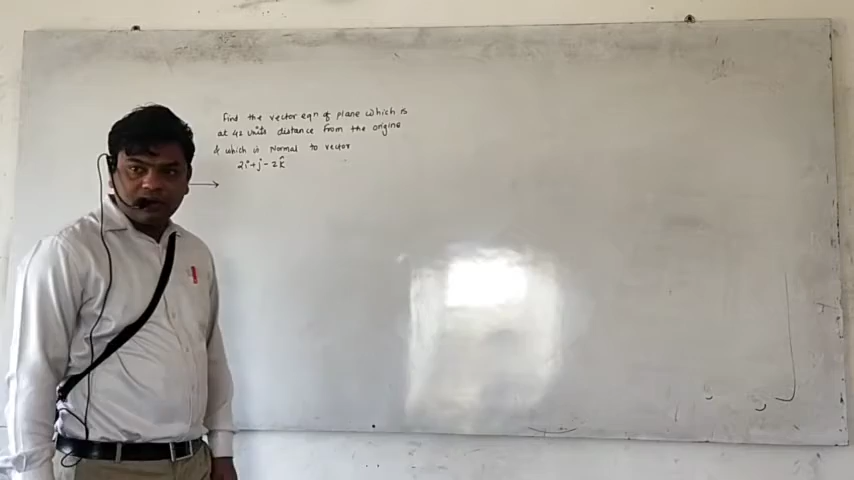 Find the vector eqn of plane which is
at 42 units distance from the origine
& which is Normal to vector
2î+ĵ-2k̂